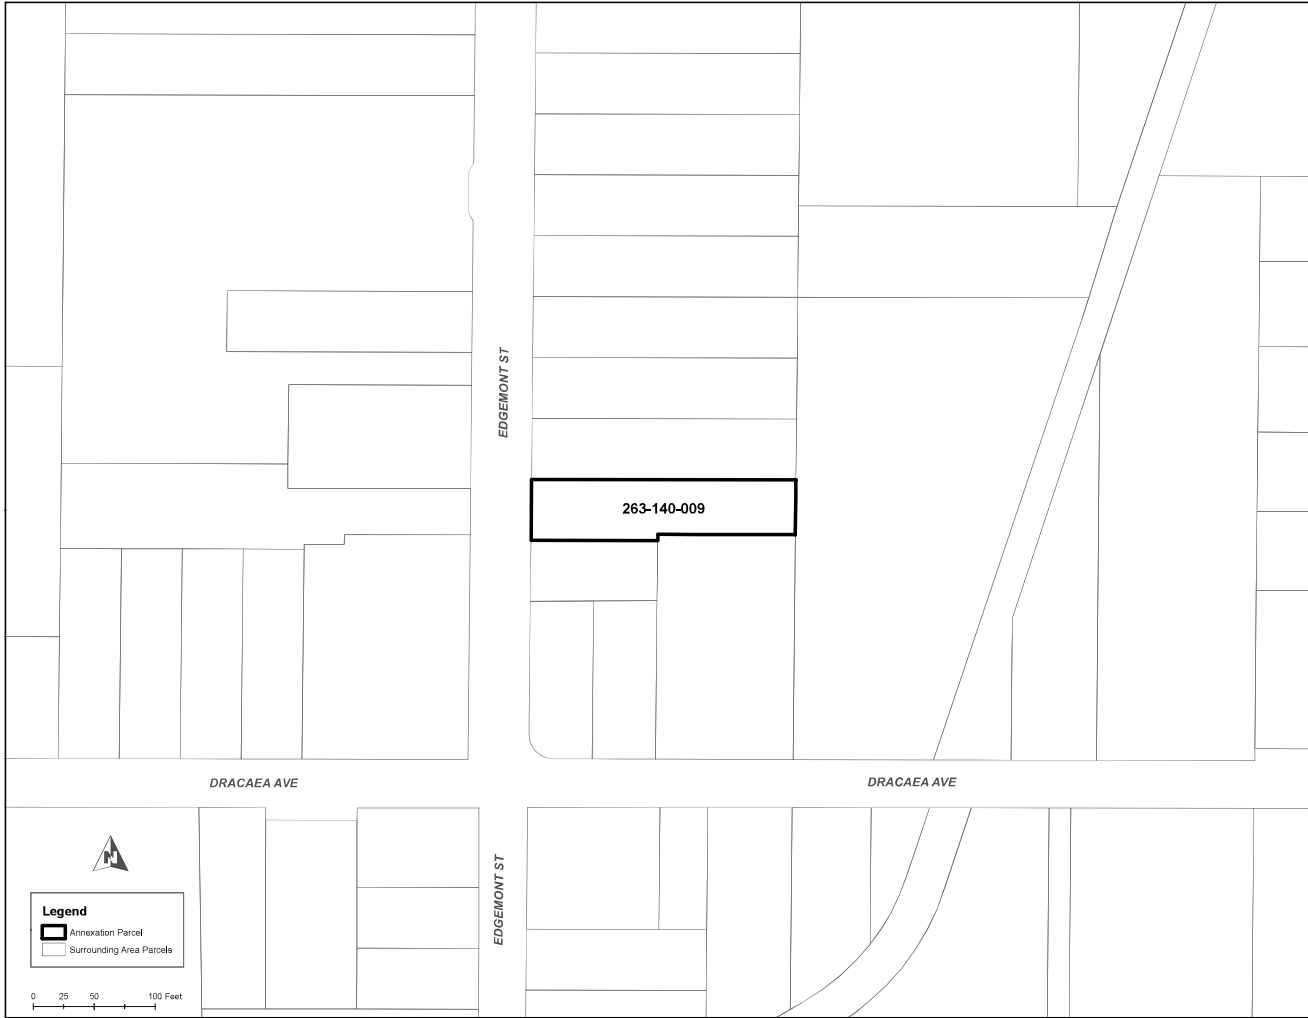 EDGEMONT ST
263-140-009
DRACAEA AVE
DRACAEA AVE
N
EDGEMONT ST
Legend
Annexation Parcel
Surrounding Area Parcels
0 25 50 100 Feet